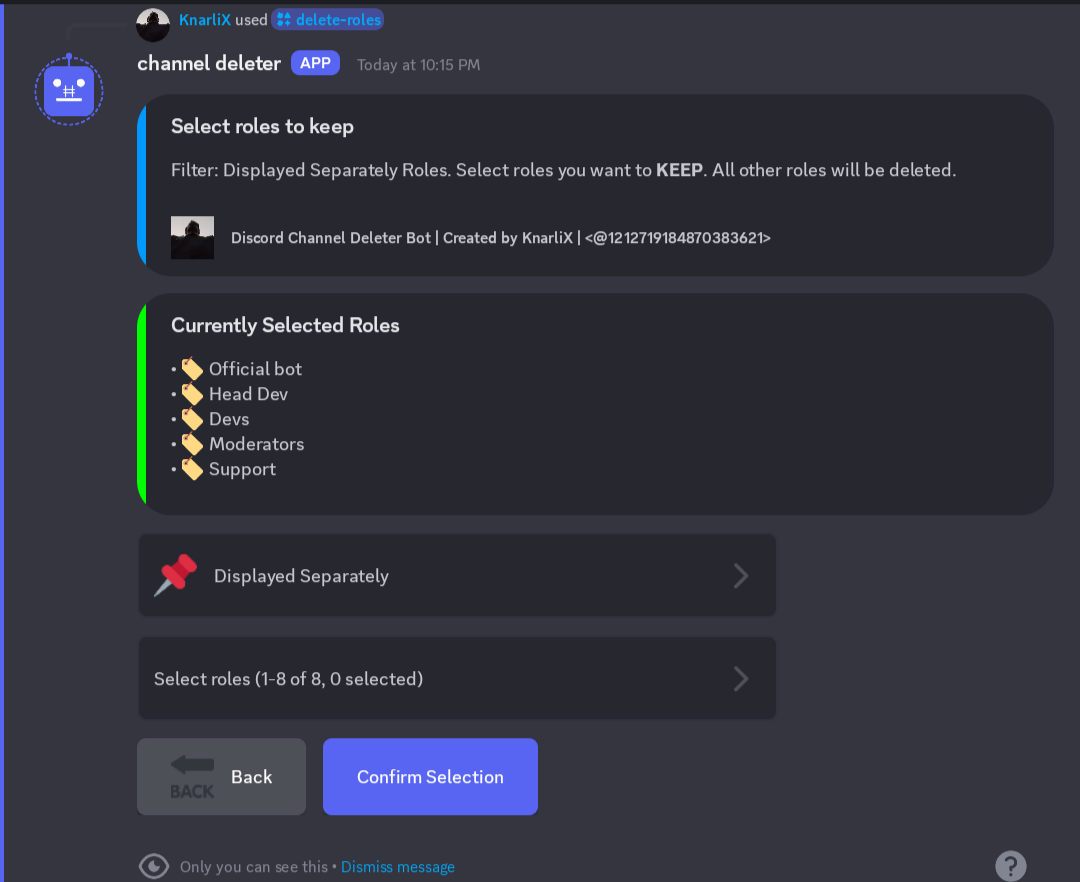 KnarliX used delete-roles
channel deleter APP Today at 10:15 PM
Select roles to keep
Filter: Displayed Separately Roles. Select roles you want to KEEP. All other roles will be deleted.
Discord Channel Deleter Bot | Created by KnarliX | <@1212719184870383621>
Currently Selected Roles
• Official bot
• Head Dev
• Devs
• Moderators
• Support
Displayed Separately
Select roles (1-8 of 8, 0 selected)
BACK Back
Confirm Selection
Only you can see this • Dismiss message
?